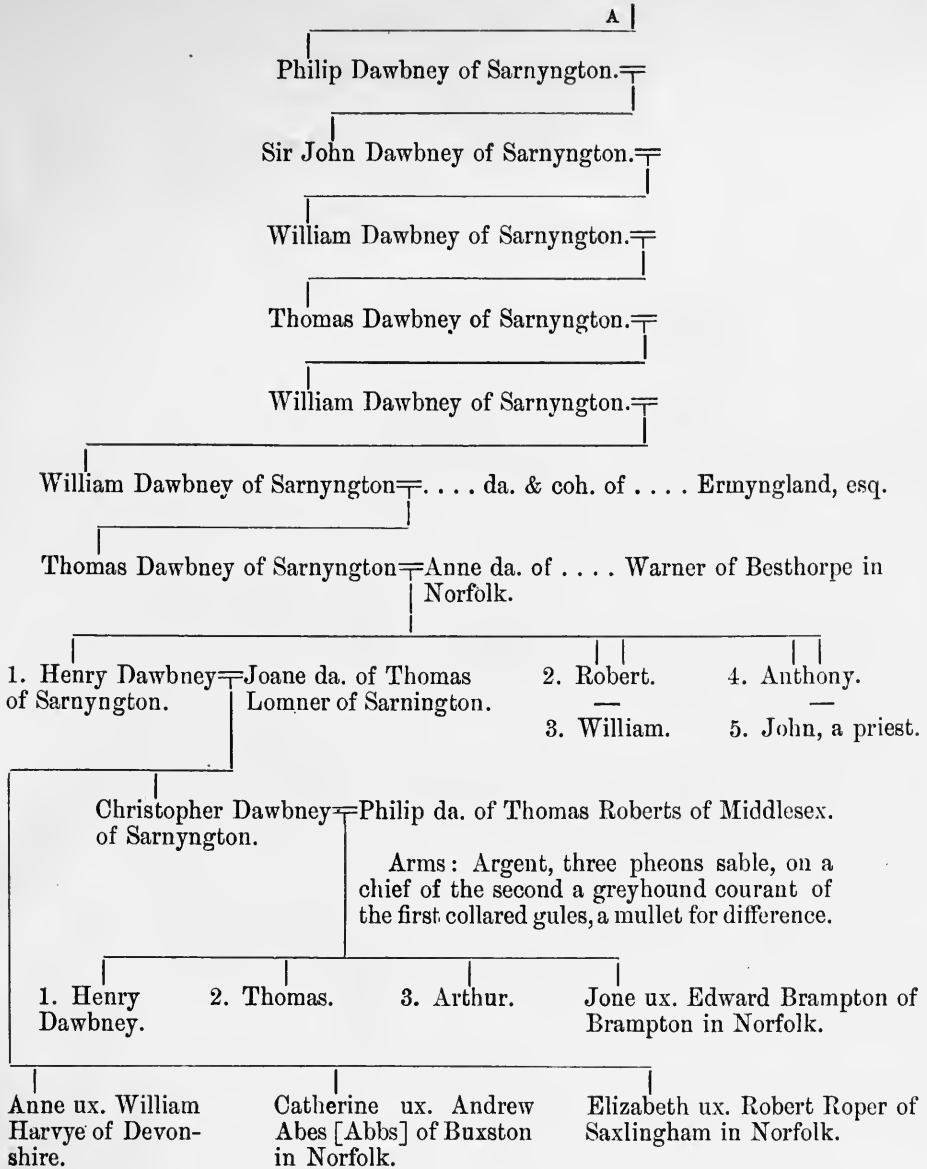 A
Philip Dawbney of Sarnyngton.
Sir John Dawbney of Sarnyngton.
William Dawbney of Sarnyngton.
Thomas Dawbney of Sarnyngton.
William Dawbney of Sarnyngton.
William Dawbney of Sarnyngton . . . . da. & coh. of . . . . Ermyngland, esq.
Thomas Dawbney of Sarnyngton Anne da. of . . . . Warner of Besthorpe in
Norfolk.
1. Henry Dawbney
of Sarnyngton.
Joane da. of Thomas
Lomner of Sarnington.
2. Robert.
3. William.
4. Anthony.
5. John, a priest.
Christopher Dawbney
of Sarnyngton.
Philip da. of Thomas Roberts of Middlesex.
Arms: Argent, three pheons sable, on a
chief of the second a greyhound courant of
the first collared gules, a mullet for difference.
1. Henry
Dawbney.
2. Thomas.
3. Arthur.
Jone ux. Edward Brampton of
Brampton in Norfolk.
Anne ux. William
Harvye of Devon-
shire.
Catherine ux. Andrew
Abes [Abbs] of Buxston
in Norfolk.
Elizabeth ux. Robert Roper of
Saxlingham in Norfolk.